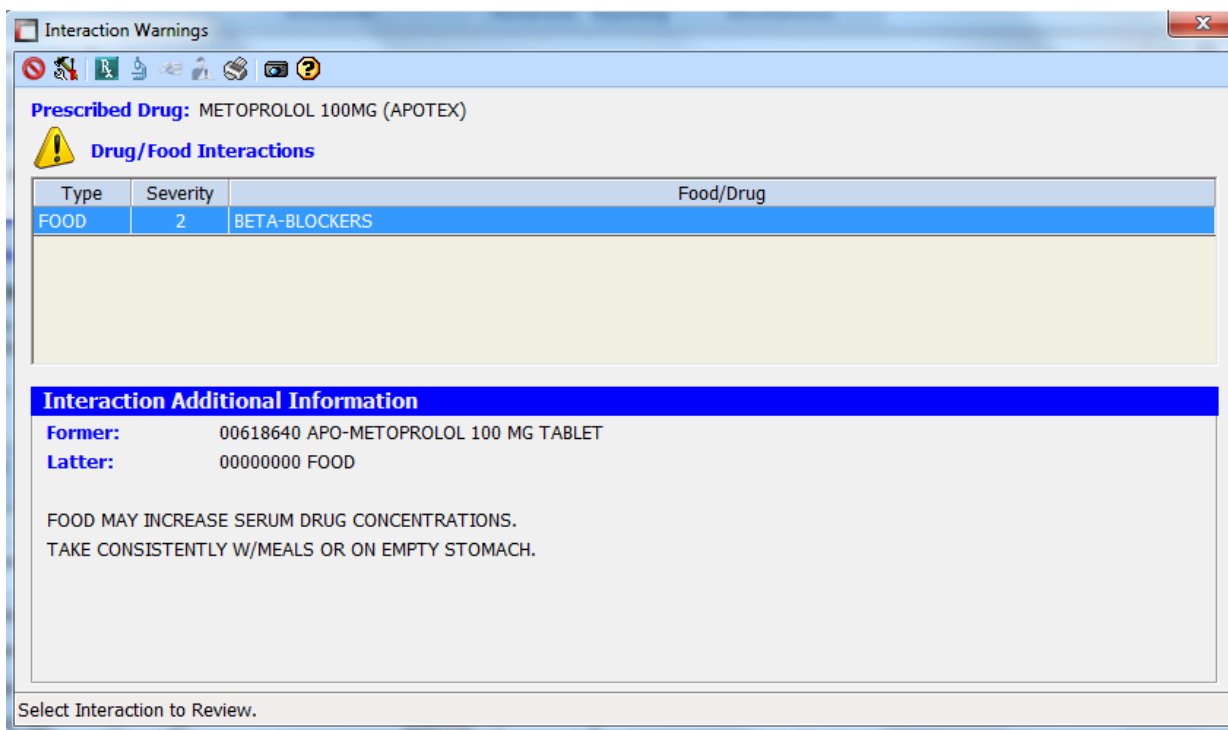 Interaction Warnings
Prescribed Drug: METOPROLOL 100MG (APOTEX)
Drug/Food Interactions
Type Severity Food/Drug
FOOD 2 BETA-BLOCKERS
Interaction Additional Information
Former: 00618640 APO-METOPROLOL 100 MG TABLET
Latter: 00000000 FOOD
FOOD MAY INCREASE SERUM DRUG CONCENTRATIONS.
TAKE CONSISTENTLY W/MEALS OR ON EMPTY STOMACH.
Select Interaction to Review.